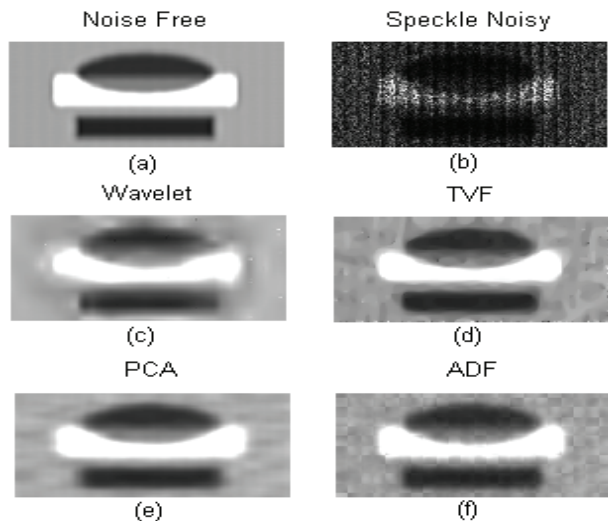 Noise Free
Speckle Noisy
(a)
(b)
Wavelet
TVF
(c)
(d)
PCA
ADF
(e)
(f)